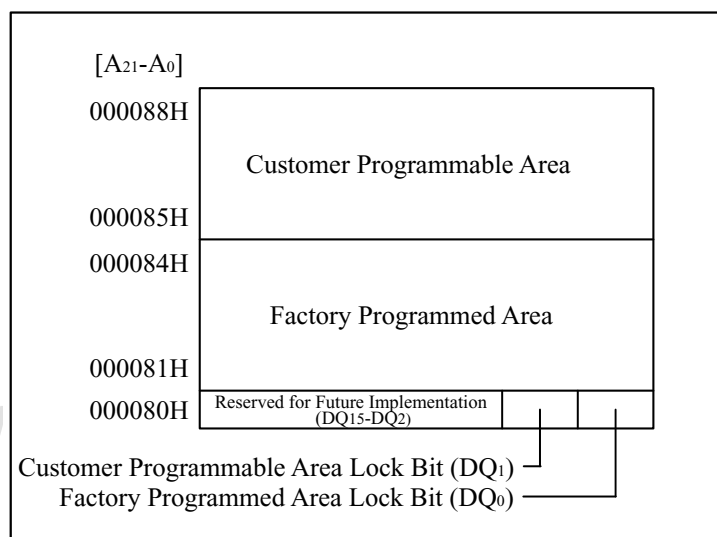 [A21-A0]
000088H
Customer Programmable Area
000085H
000084H
Factory Programmed Area
000081H
000080H
Reserved for Future Implementation
(DQ15-DQ2)
Customer Programmable Area Lock Bit (DQ1)
Factory Programmed Area Lock Bit (DQ0)